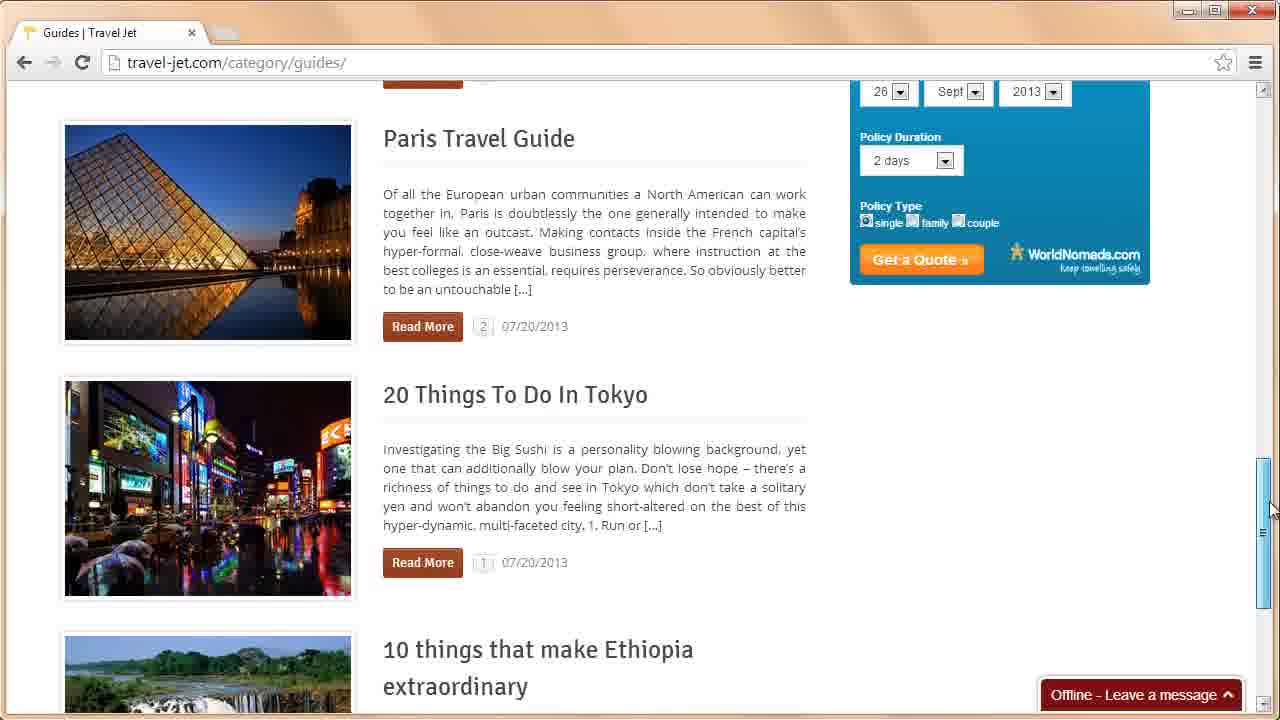 Guides | Travel Jet
travel-jet.com/category/guides/
26 Sept 2013
Policy Duration
2 days
Policy Type
single family couple
Get a Quote »
WorldNomads.com
keep travelling safely
Paris Travel Guide
Of all the European urban communities a North American can work
together in, Paris is doubtlessly the one generally intended to make
you feel like an outcast. Making contacts inside the French capital's
hyper-formal, close-weave business group, where instruction at the
best colleges is an essential, requires perseverance. So obviously better
to be an untouchable [...]
Read More 2 07/20/2013
20 Things To Do In Tokyo
Investigating the Big Sushi is a personality blowing background, yet
one that can additionally blow your plan. Don't lose hope – there's a
richness of things to do and see in Tokyo which don't take a solitary
yen and won't abandon you feeling short-altered on the best of this
hyper-dynamic, multi-faceted city. 1. Run or [...]
Read More 1 07/20/2013
10 things that make Ethiopia
extraordinary
Offline - Leave a message